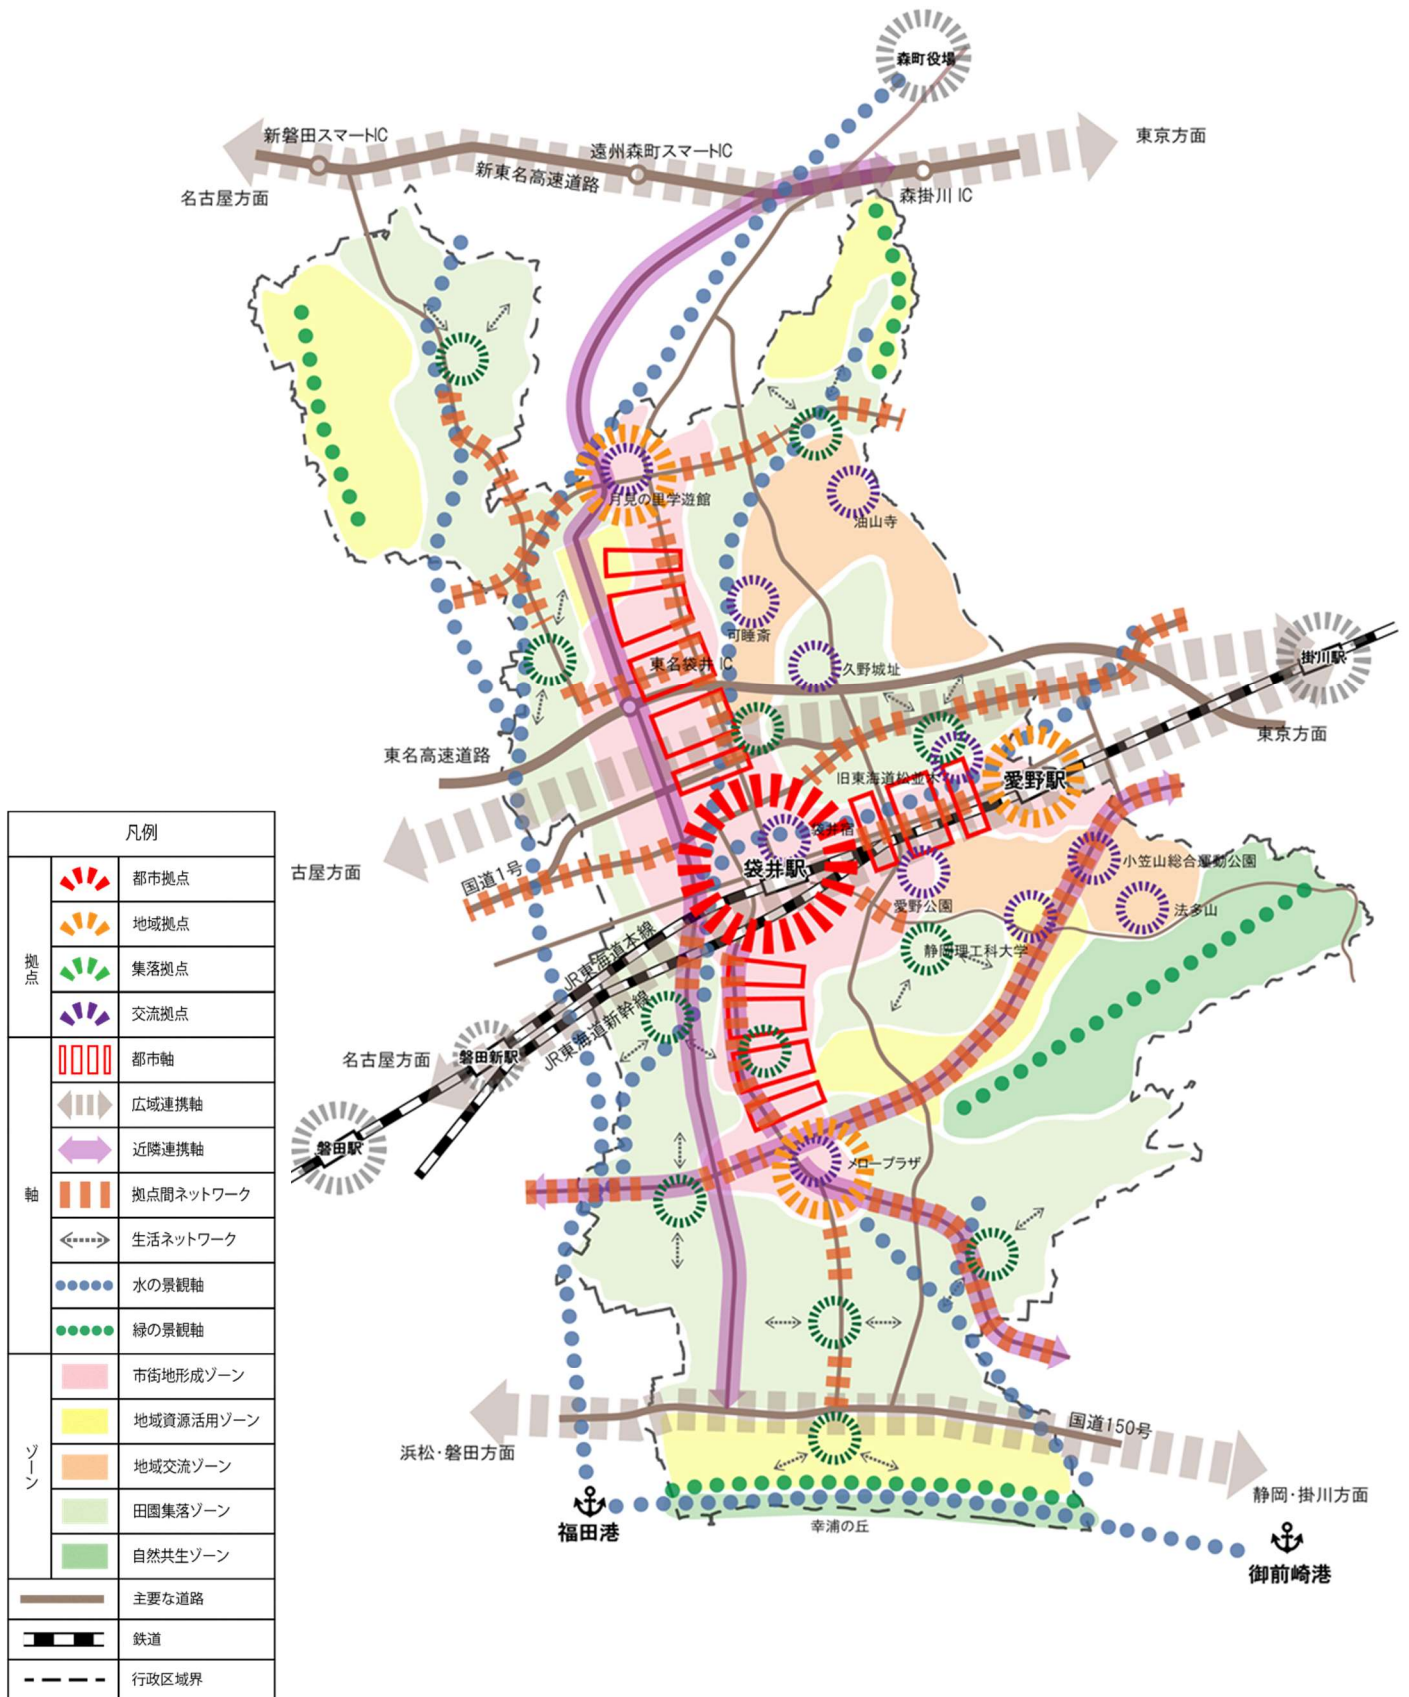 森町役場
東京方面
新磐田スマートIC
遠州森町スマートIC
新東名高速道路
名古屋方面
森掛川 IC
月見の里学遊館
油山寺
可睡斎
東名袋井 IC
久野城址
掛川駅
東京方面
東名高速道路
旧東海道松並木
愛野駅
袋井宿
古屋方面
国道1号
袋井駅
小笠山総合運動公園
愛野公園
法多山
静岡理工科大学
JR東海道本線
JR東海道新幹線
名古屋方面
磐田新駅
磐田駅
メロープラザ
国道150号
浜松・磐田方面
静岡・掛川方面
福田港
幸浦の丘
御前崎港
凡例
拠点
都市拠点
地域拠点
集落拠点
交流拠点
軸
都市軸
広域連携軸
近隣連携軸
拠点間ネットワーク
生活ネットワーク
水の景観軸
緑の景観軸
ゾーン
市街地形成ゾーン
地域資源活用ゾーン
地域交流ゾーン
田園集落ゾーン
自然共生ゾーン
主要な道路
鉄道
行政区域界